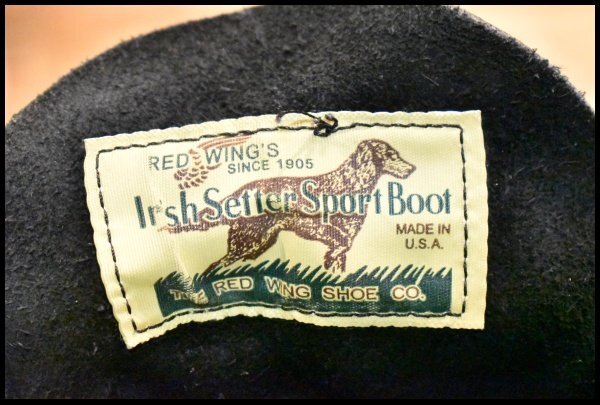 RED WING'S
SINCE 1905
Irish Setter Sport Boot
MADE IN
U.S.A.
THE RED WING SHOE CO.